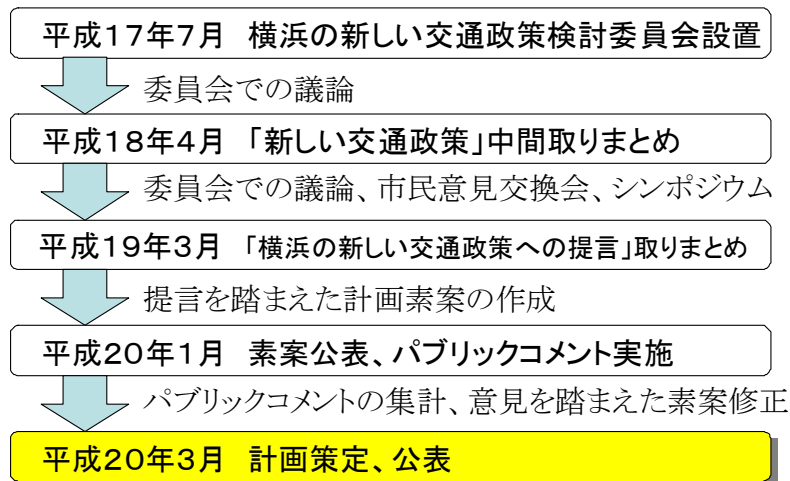 平成17年7月　横浜の新しい交通政策検討委員会設置
委員会での議論
平成18年4月　「新しい交通政策」中間取りまとめ
委員会での議論、市民意見交換会、シンポジウム
平成19年3月　「横浜の新しい交通政策への提言」取りまとめ
提言を踏まえた計画素案の作成
平成20年1月　素案公表、パブリックコメント実施
パブリックコメントの集計、意見を踏まえた素案修正
平成20年3月　計画策定、公表